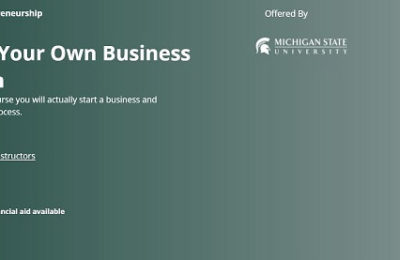 reneurship
Offered By
Your Own Business
MICHIGAN STATE
UNIVERSITY
n
urse you will actually start a business and
ocess.
structors
ncial aid available